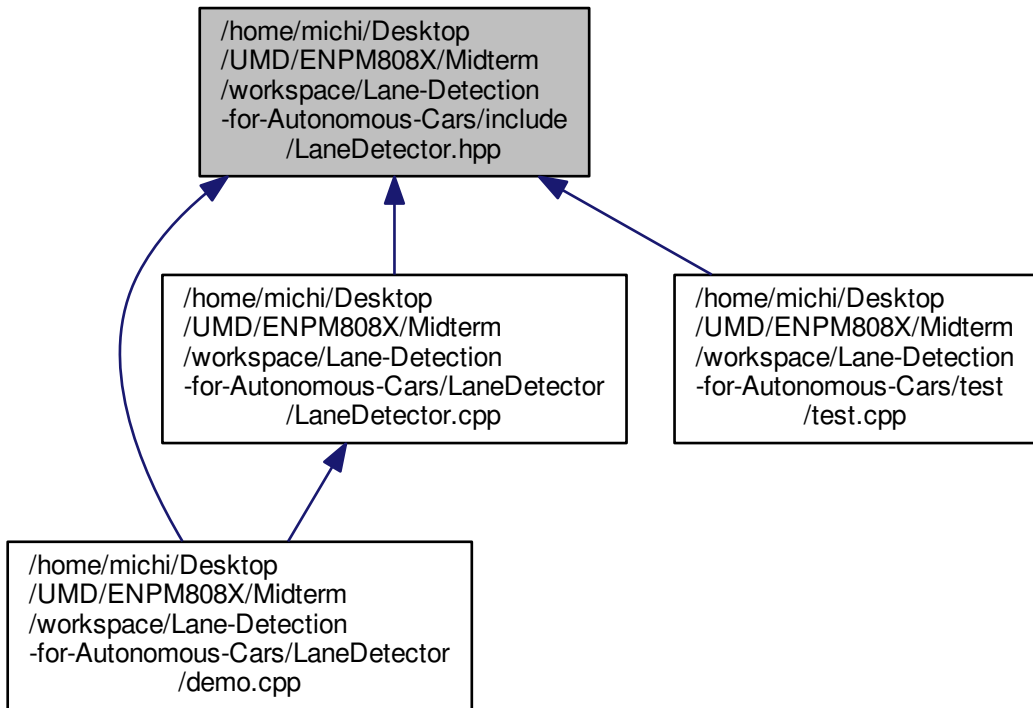 /home/michi/Desktop
/UMD/ENPM808X/Midterm
/workspace/Lane-Detection
-for-Autonomous-Cars/include
/LaneDetector.hpp
/home/michi/Desktop
/UMD/ENPM808X/Midterm
/workspace/Lane-Detection
-for-Autonomous-Cars/LaneDetector
/LaneDetector.cpp
/home/michi/Desktop
/UMD/ENPM808X/Midterm
/workspace/Lane-Detection
-for-Autonomous-Cars/test
/test.cpp
/home/michi/Desktop
/UMD/ENPM808X/Midterm
/workspace/Lane-Detection
-for-Autonomous-Cars/LaneDetector
/demo.cpp